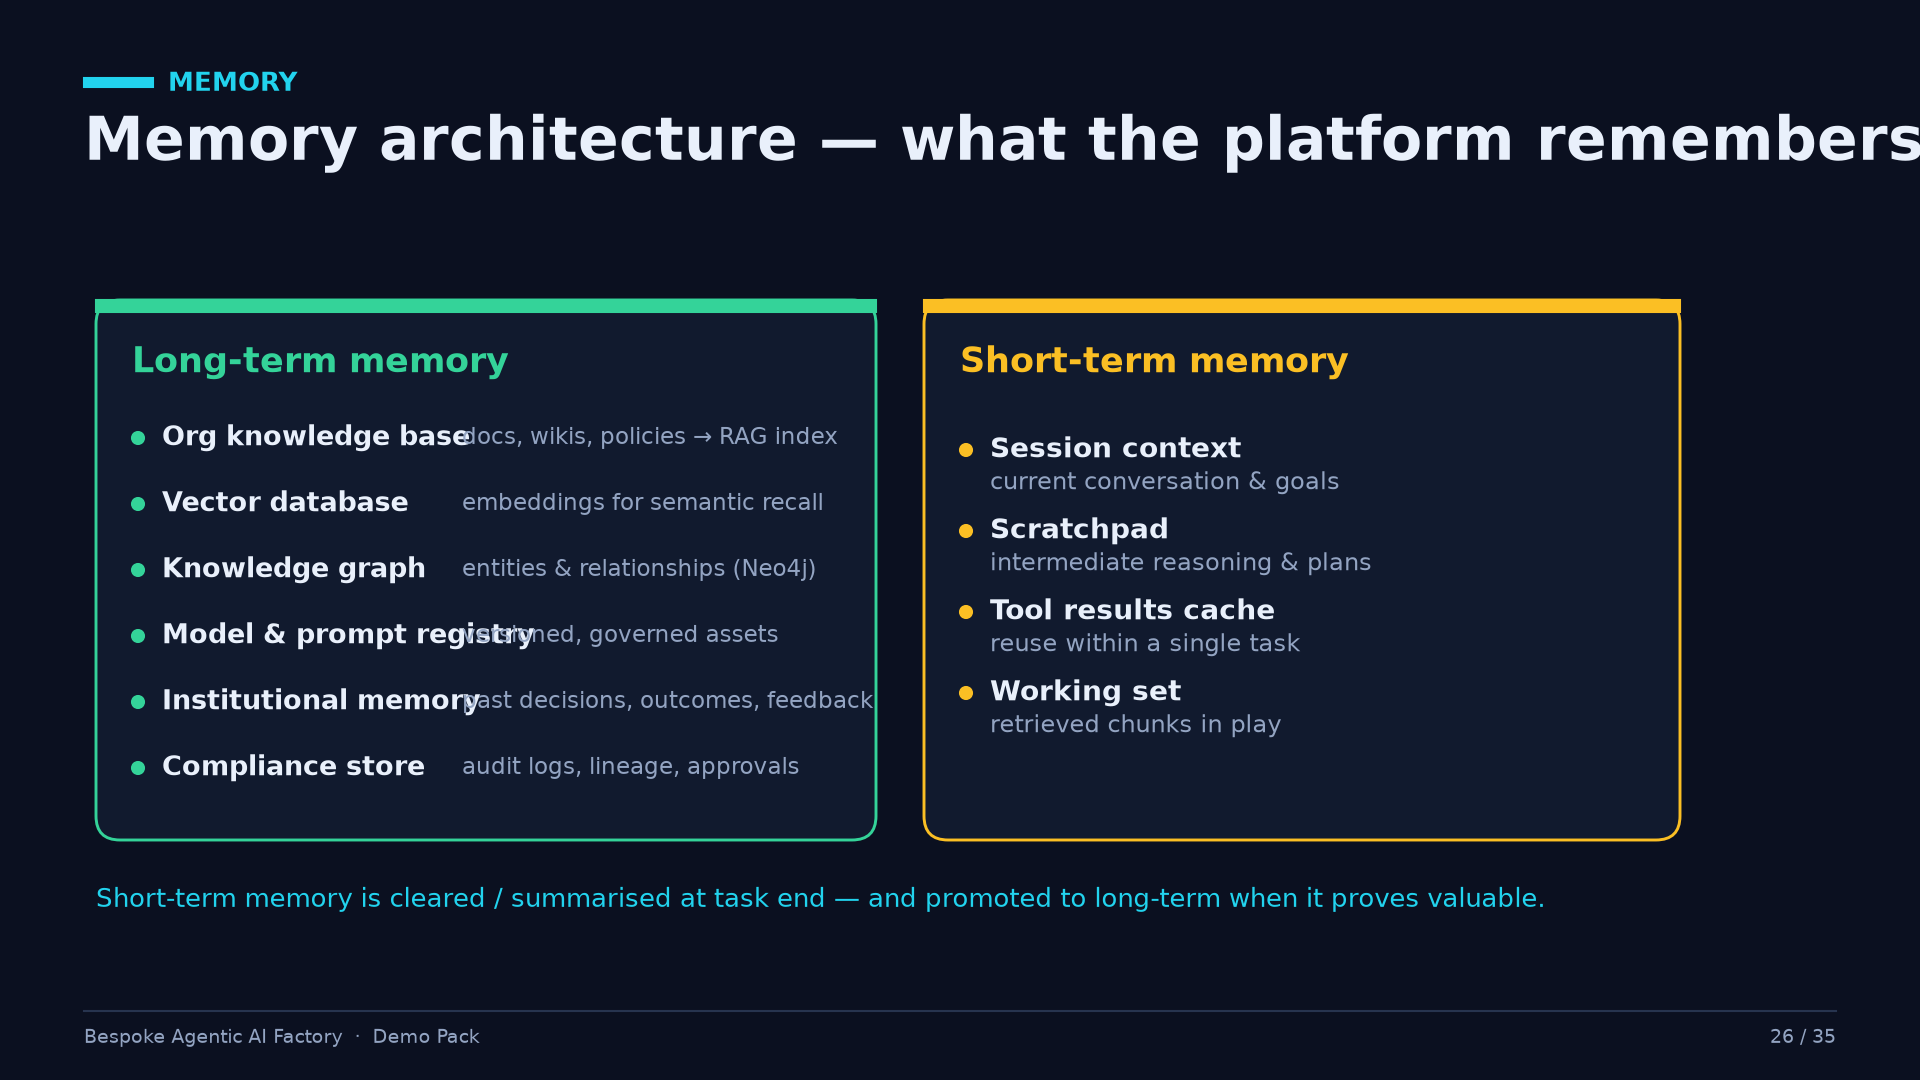 MEMORY
Memory architecture — what the platform remembers
Long-term memory
Org knowledge base docs, wikis, policies → RAG index
Vector database embeddings for semantic recall
Knowledge graph entities & relationships (Neo4j)
Model & prompt registry versioned, governed assets
Institutional memory past decisions, outcomes, feedback
Compliance store audit logs, lineage, approvals
Short-term memory
Session context
current conversation & goals
Scratchpad
intermediate reasoning & plans
Tool results cache
reuse within a single task
Working set
retrieved chunks in play
Short-term memory is cleared / summarised at task end — and promoted to long-term when it proves valuable.
Bespoke Agentic AI Factory · Demo Pack
26 / 35